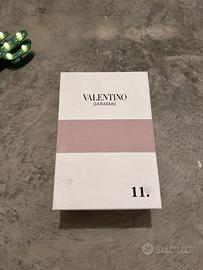 VALENTINO
GARAVANI
11.
subito